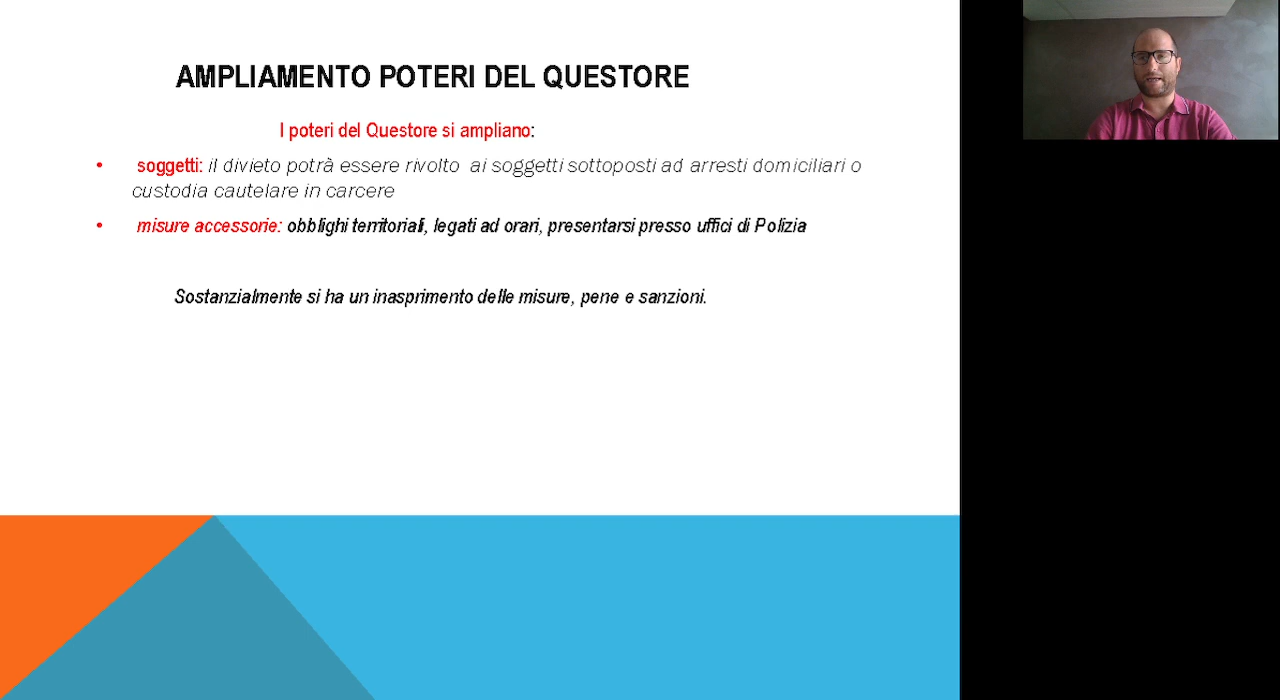 AMPLIAMENTO POTERI DEL QUESTORE
I poteri del Questore si ampliano:
• soggetti: il divieto potrà essere rivolto ai soggetti sottoposti ad arresti domiciliari o
custodia cautelare in carcere
• misure accessorie: obblighi territoriali, legati ad orari, presentarsi presso uffici di Polizia
Sostanzialmente si ha un inasprimento delle misure, pene e sanzioni.